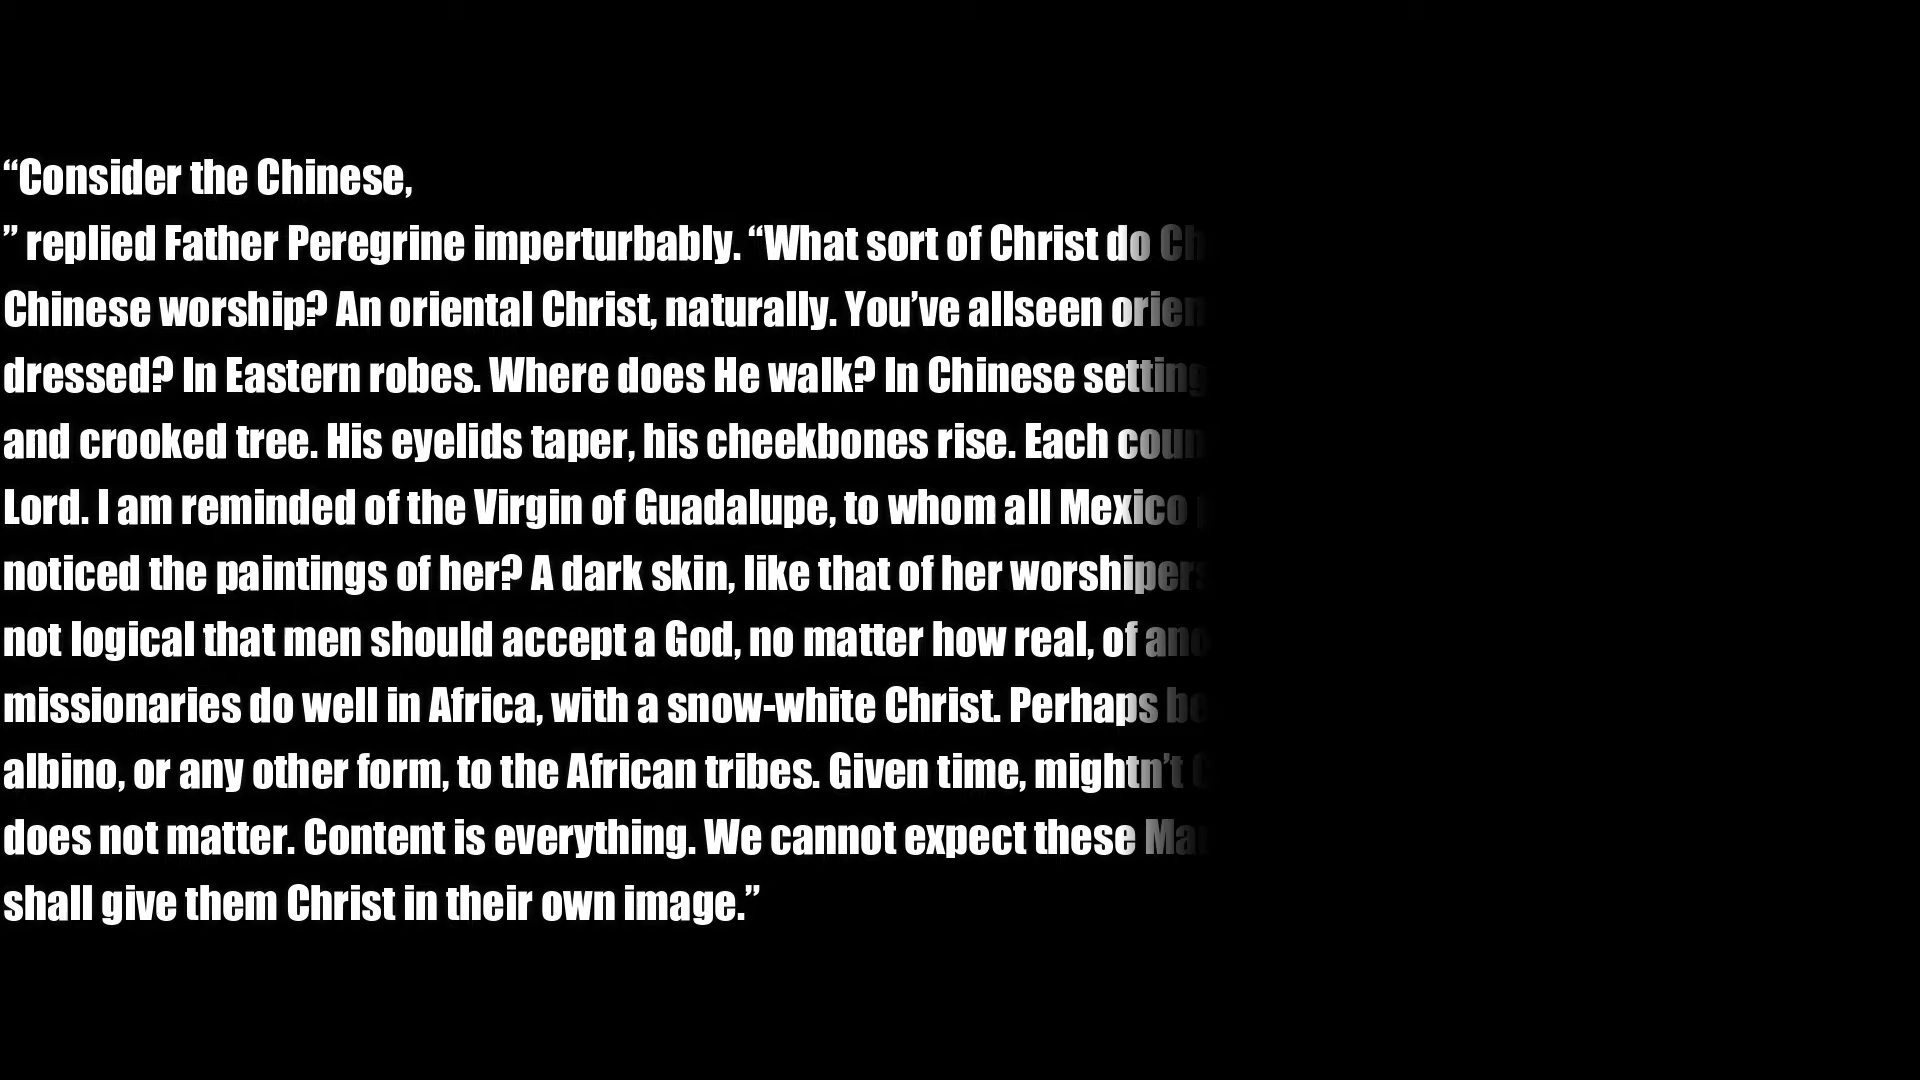 “Consider the Chinese,
” replied Father Peregrine imperturbably. “What sort of Christ do
Chinese worship? An oriental Christ, naturally. You’ve allseen
dressed? In Eastern robes. Where does He walk? In Chinese
and crooked tree. His eyelids taper, his cheekbones rise. Each
Lord. I am reminded of the Virgin of Guadalupe, to whom all Mexico
noticed the paintings of her? A dark skin, like that of her worshipers
not logical that men should accept a God, no matter how real, of
missionaries do well in Africa, with a snow-white Christ. Perhaps
albino, or any other form, to the African tribes. Given time, mightn’t
does not matter. Content is everything. We cannot expect these
shall give them Christ in their own image.”